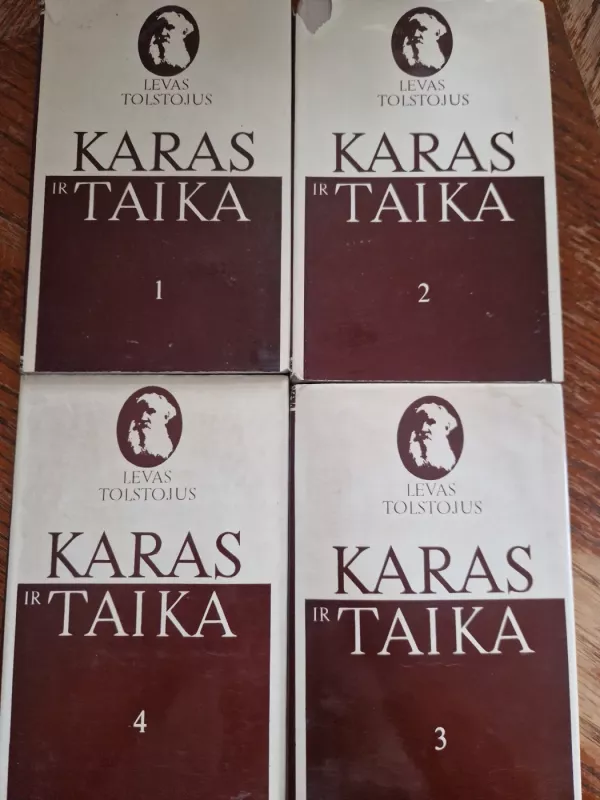 LEVAS
TOLSTOJUS
KARAS
IR TAIKA
1
LEVAS
TOLSTOJUS
KARAS
IR TAIKA
2
LEVAS
TOLSTOJUS
KARAS
IR TAIKA
4
LEVAS
TOLSTOJUS
KARAS
IR TAIKA
3